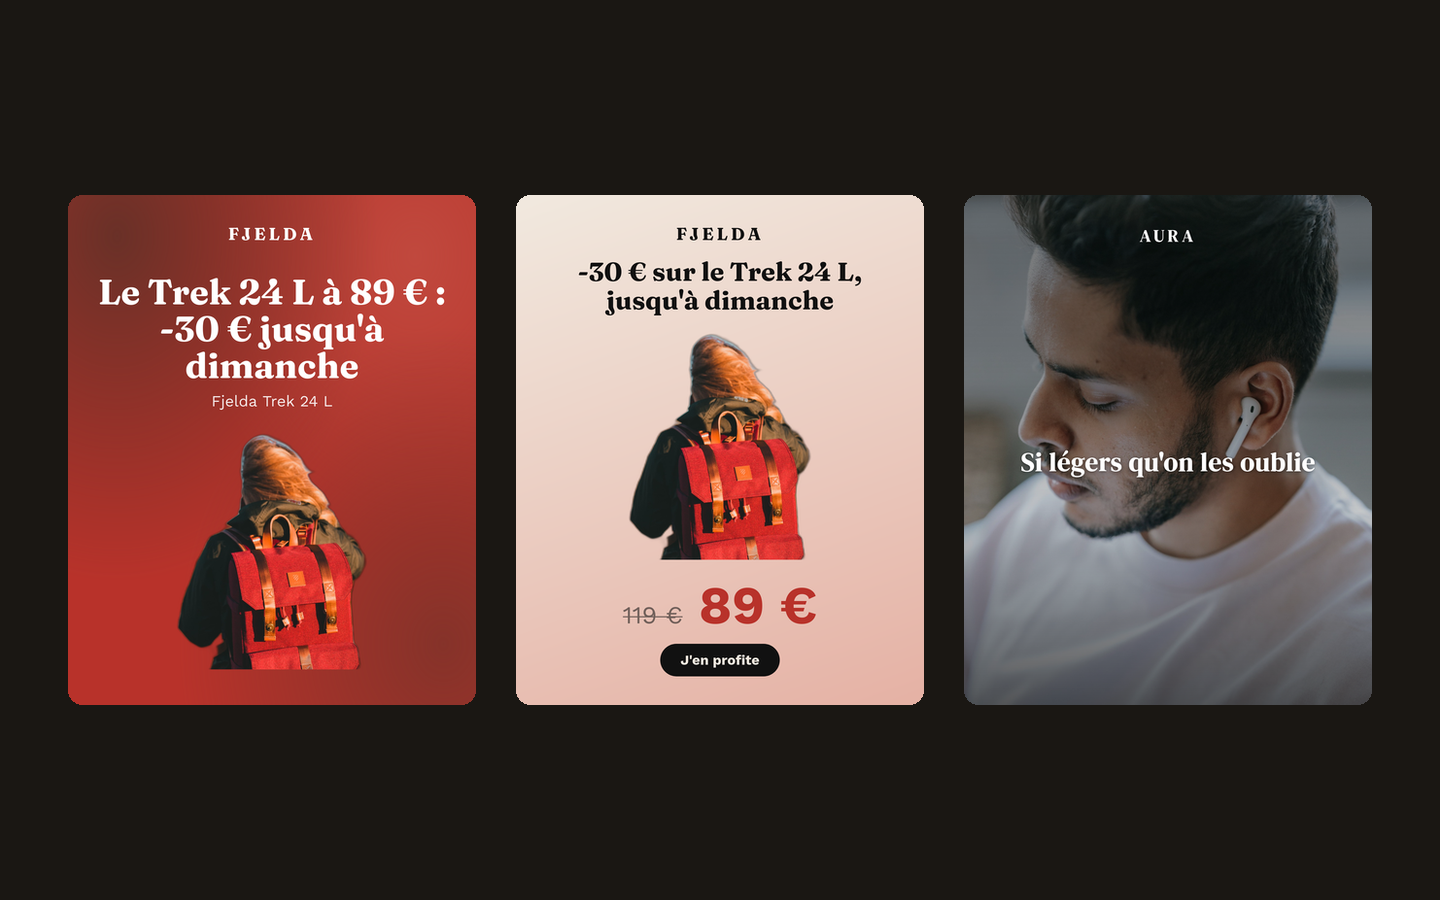 FJELDA
Le Trek 24 L à 89 € :
-30 € jusqu'à
dimanche
Fjelda Trek 24 L
FJELDA
-30 € sur le Trek 24 L,
jusqu'à dimanche
119 € 89 €
J'en profite
AURA
Si légers qu'on les oublie